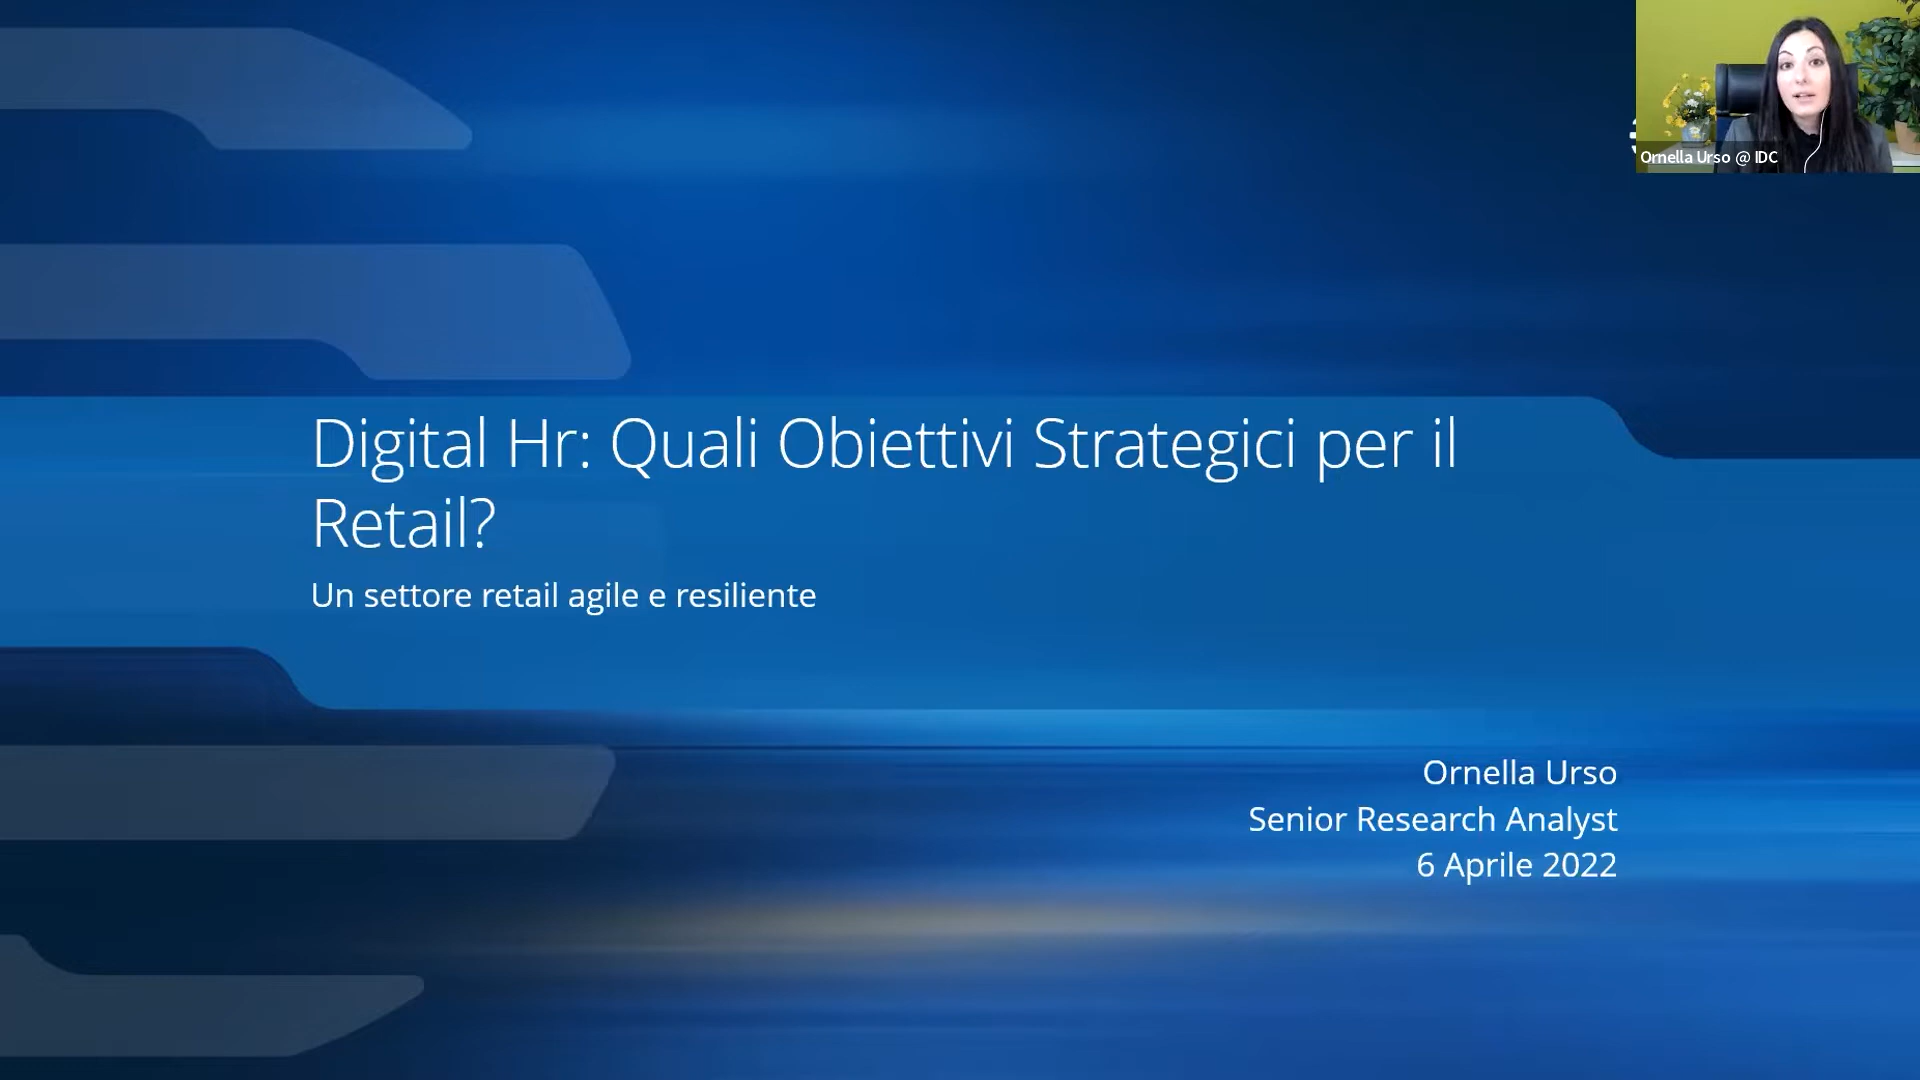 Ornella Urso @ IDC
Digital Hr: Quali Obiettivi Strategici per il
Retail?
Un settore retail agile e resiliente
Ornella Urso
Senior Research Analyst
6 Aprile 2022